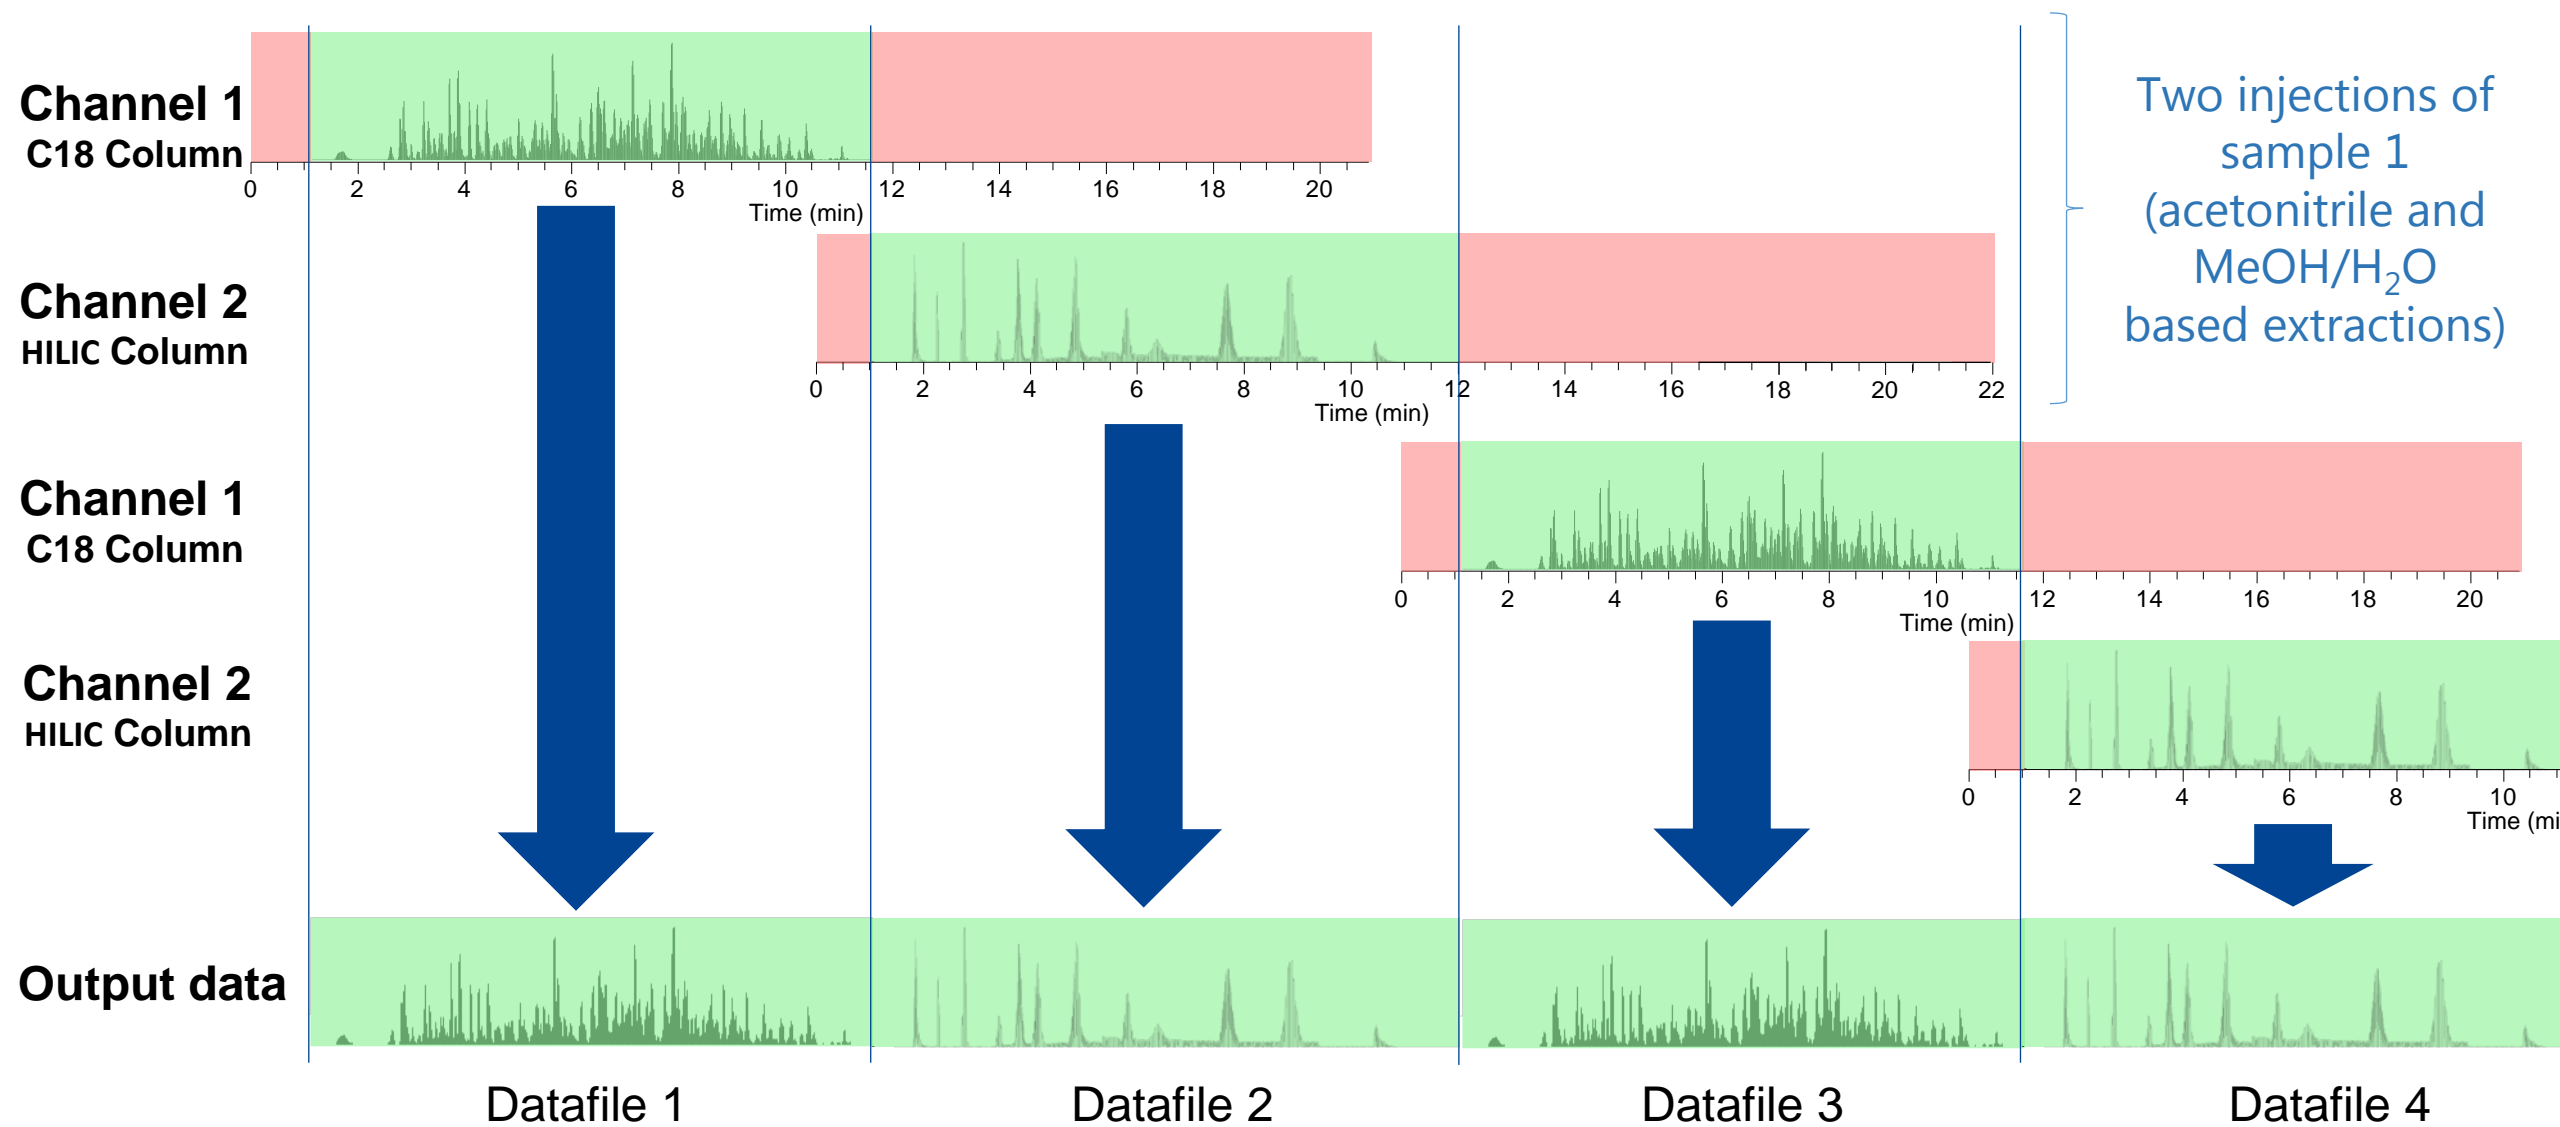 Channel 1
C18 Column
0 2 4 6 8 10 12 14 16 18 20
Time (min)
Two injections of
sample 1
(acetonitrile and
MeOH/H₂O
based extractions)
Channel 2
HILIC Column
0 2 4 6 8 10 12 14 16 18 20 22
Time (min)
Channel 1
C18 Column
0 2 4 6 8 10 12 14 16 18 20
Time (min)
Channel 2
HILIC Column
0 2 4 6 8 10
Time (mi
Output data
Datafile 1
Datafile 2
Datafile 3
Datafile 4